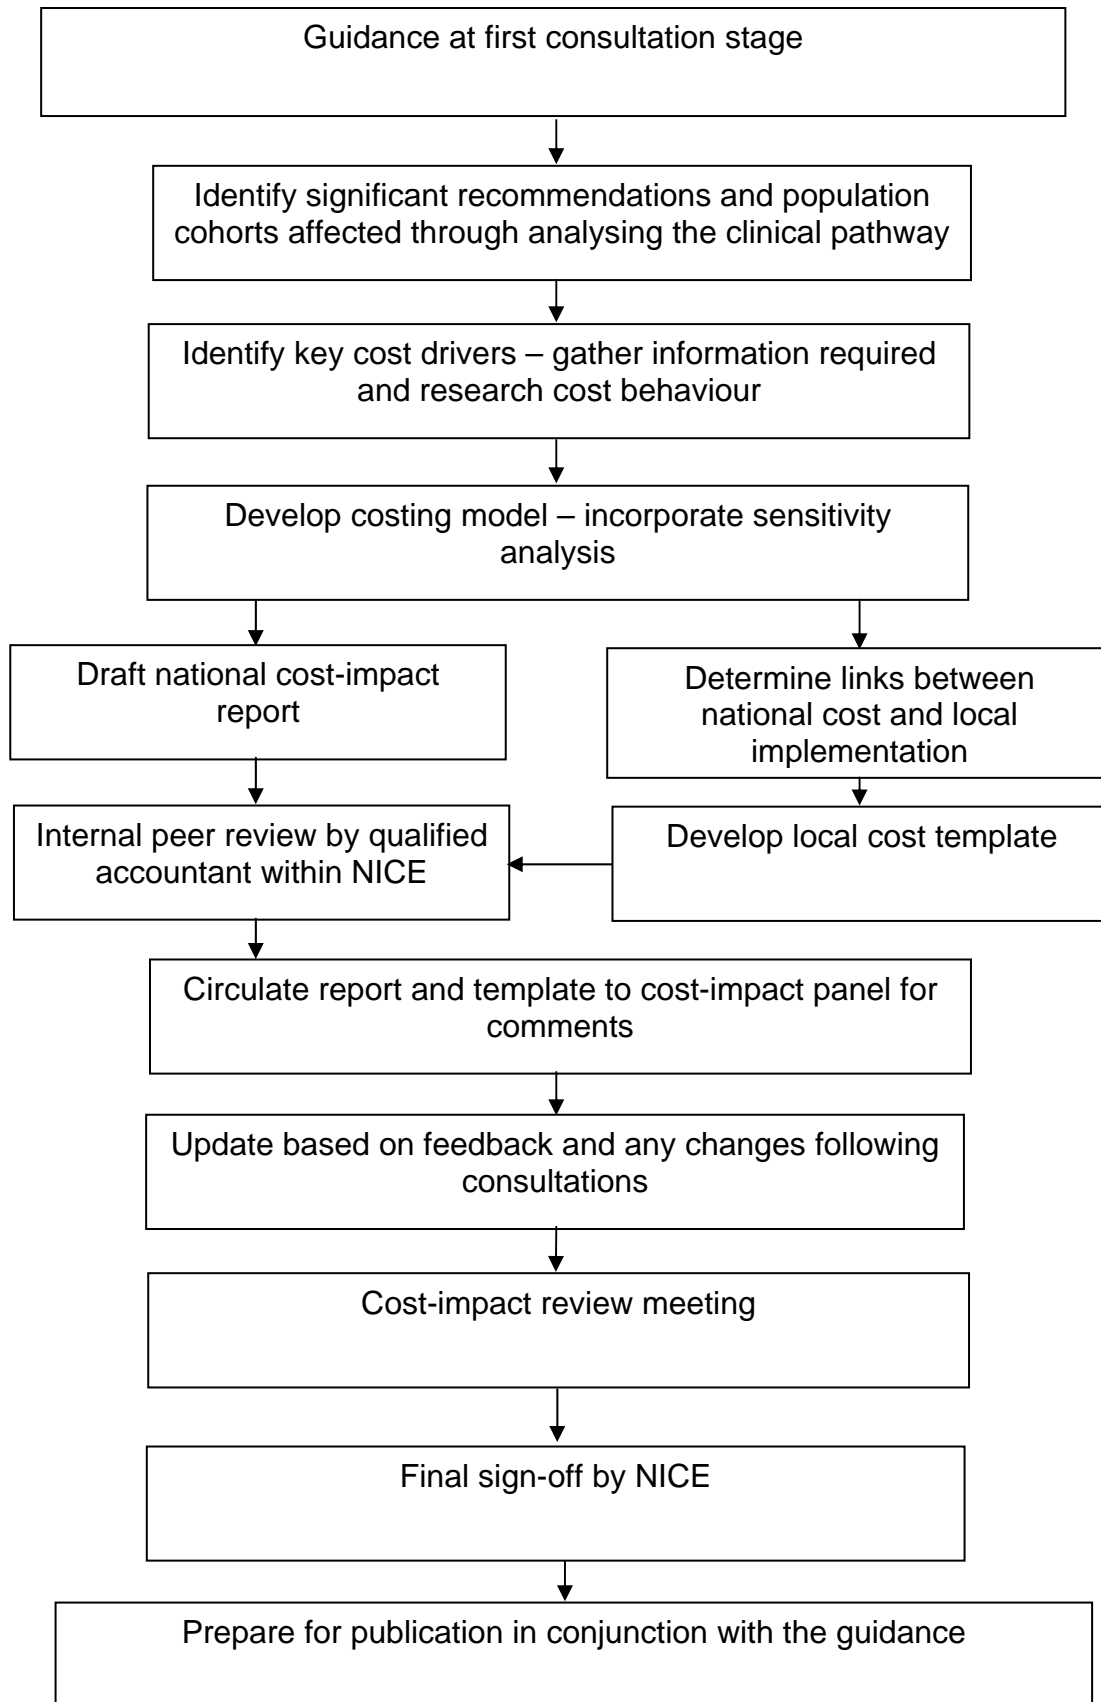 Guidance at first consultation stage
Identify significant recommendations and population
cohorts affected through analysing the clinical pathway
Identify key cost drivers – gather information required
and research cost behaviour
Develop costing model – incorporate sensitivity
analysis
Draft national cost-impact
report
Determine links between
national cost and local
implementation
Internal peer review by qualified
accountant within NICE
Develop local cost template
Circulate report and template to cost-impact panel for
comments
Update based on feedback and any changes following
consultations
Cost-impact review meeting
Final sign-off by NICE
Prepare for publication in conjunction with the guidance